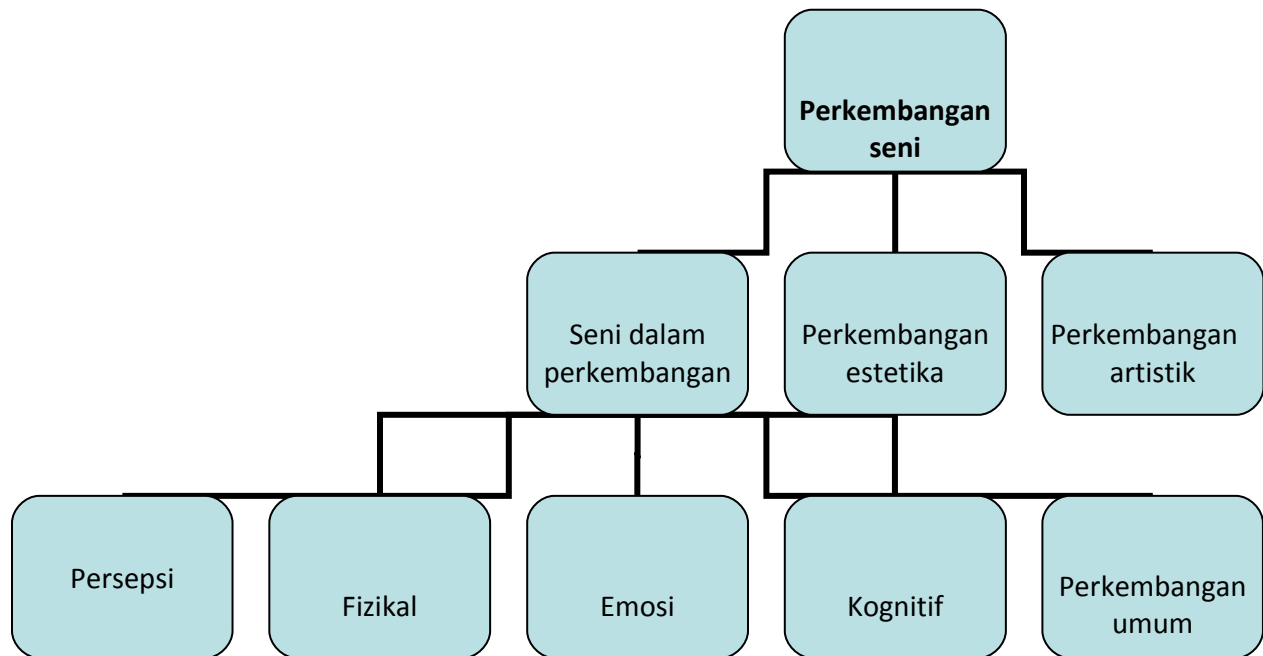 Perkembangan
seni
Seni dalam
perkembangan
Perkembangan
estetika
Perkembangan
artistik
Persepsi
Fizikal
Emosi
Kognitif
Perkembangan
umum